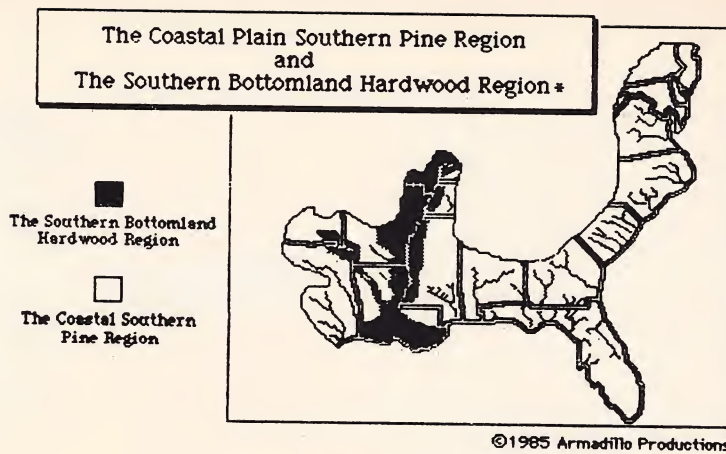 The Coastal Plain Southern Pine Region
and
The Southern Bottomland Hardwood Region *
The Southern Bottomland
Hardwood Region
The Coastal Southern
Pine Region
©1985 Armadillo Productions